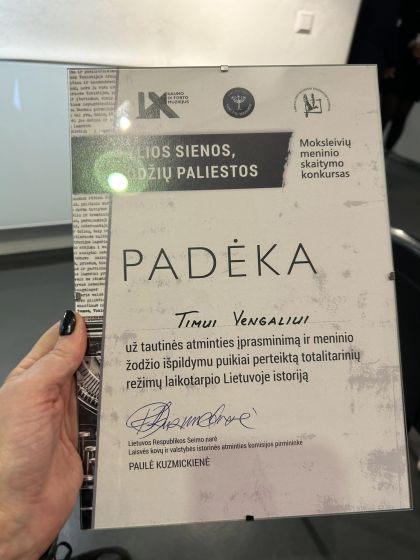 IX
KAUNO
IX FORTO
MUZIEJUS
LIOS SIENOS,
ODŽIŲ PALIESTOS
Moksleivių
meninio
skaitymo
konkursas
PADĖKA
TIMUI VENGALIUI
už tautinės atminties įprasminimą ir meninio
žodžio išpildymu puikiai perteiktą totalitarinių
režimų laikotarpio Lietuvoje istoriją
Lietuvos Respublikos Seimo narė
Laisvės kovų ir valstybės istorinės atminties komisijos pirmininkė
PAULĖ KUZMICKIENĖ